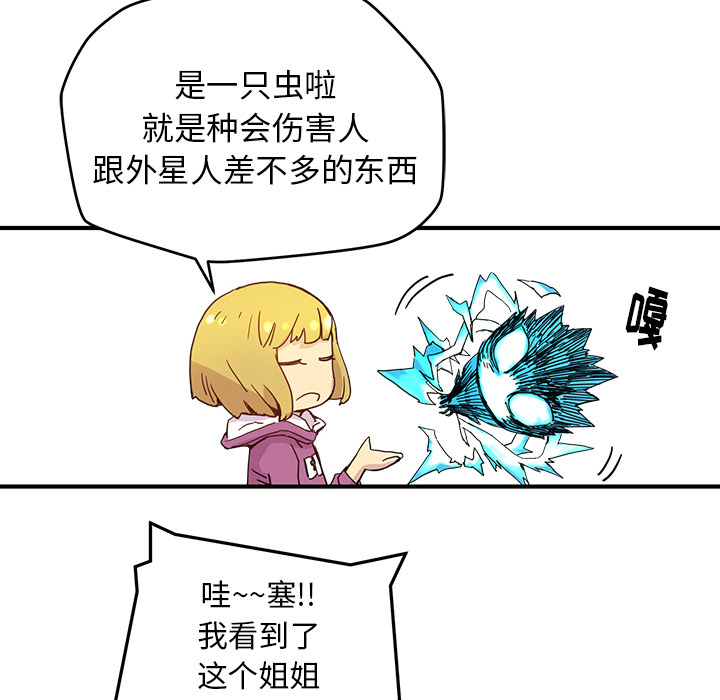 是一只虫啦
就是种会伤害人
跟外星人差不多的东西
哇~~塞!!
我看到了
这个姐姐